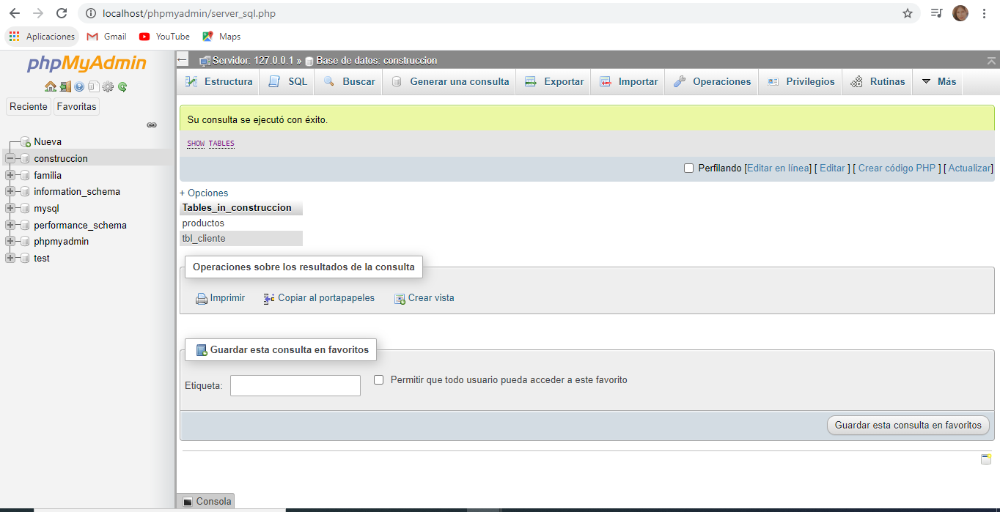 localhost/phpmyadmin/server_sql.php
Aplicaciones Gmail YouTube Maps
phpMyAdmin
Reciente Favoritas
Nueva
construccion
familia
information_schema
mysql
performance_schema
phpmyadmin
test
Servidor: 127.0.0.1 » Base de datos: construccion
Estructura SQL Buscar Generar una consulta Exportar Importar Operaciones Privilegios Rutinas Más
Su consulta se ejecutó con éxito.
SHOW TABLES
Perfilando [Editar en línea] [ Editar ] [ Crear código PHP ] [ Actualizar]
+ Opciones
Tables_in_construccion
productos
tbl_cliente
Operaciones sobre los resultados de la consulta
Imprimir Copiar al portapapeles Crear vista
Guardar esta consulta en favoritos
Etiqueta: Permitir que todo usuario pueda acceder a este favorito
Guardar esta consulta en favoritos
Consola